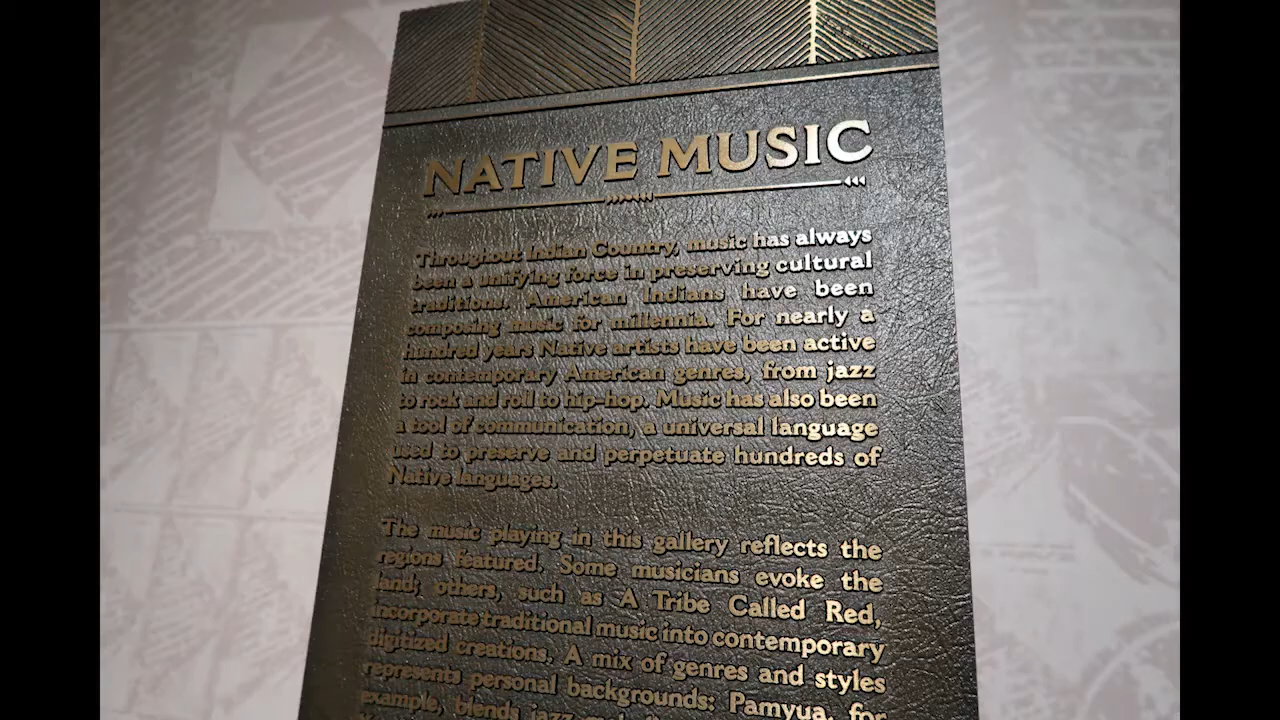 NATIVE MUSIC
Throughout Indian Country, music has always
been a unifying force in preserving cultural
traditions. American Indians have been
composing music for millennia. For nearly a
hundred years Native artists have been active
in contemporary American genres, from jazz
to rock and roll to hip-hop. Music has also been
a tool of communication, a universal language
used to preserve and perpetuate hundreds of
Native languages.
The music playing in this gallery reflects the
regions featured. Some musicians evoke the
land; others, such as A Tribe Called Red,
incorporate traditional music into contemporary
digitized creations. A mix of genres and styles
represents personal backgrounds: Pamyua, for
example, blends jazz